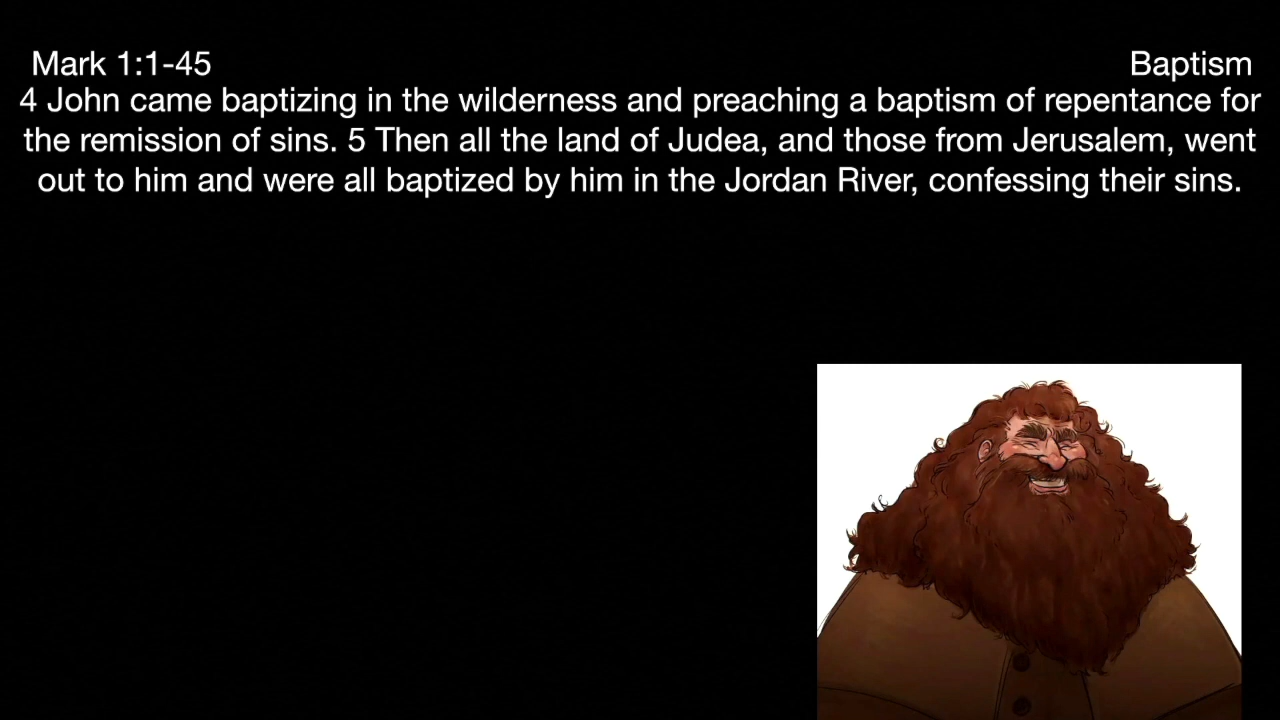 Mark 1:1-45
Baptism
4 John came baptizing in the wilderness and preaching a baptism of repentance for
the remission of sins. 5 Then all the land of Judea, and those from Jerusalem, went
out to him and were all baptized by him in the Jordan River, confessing their sins.